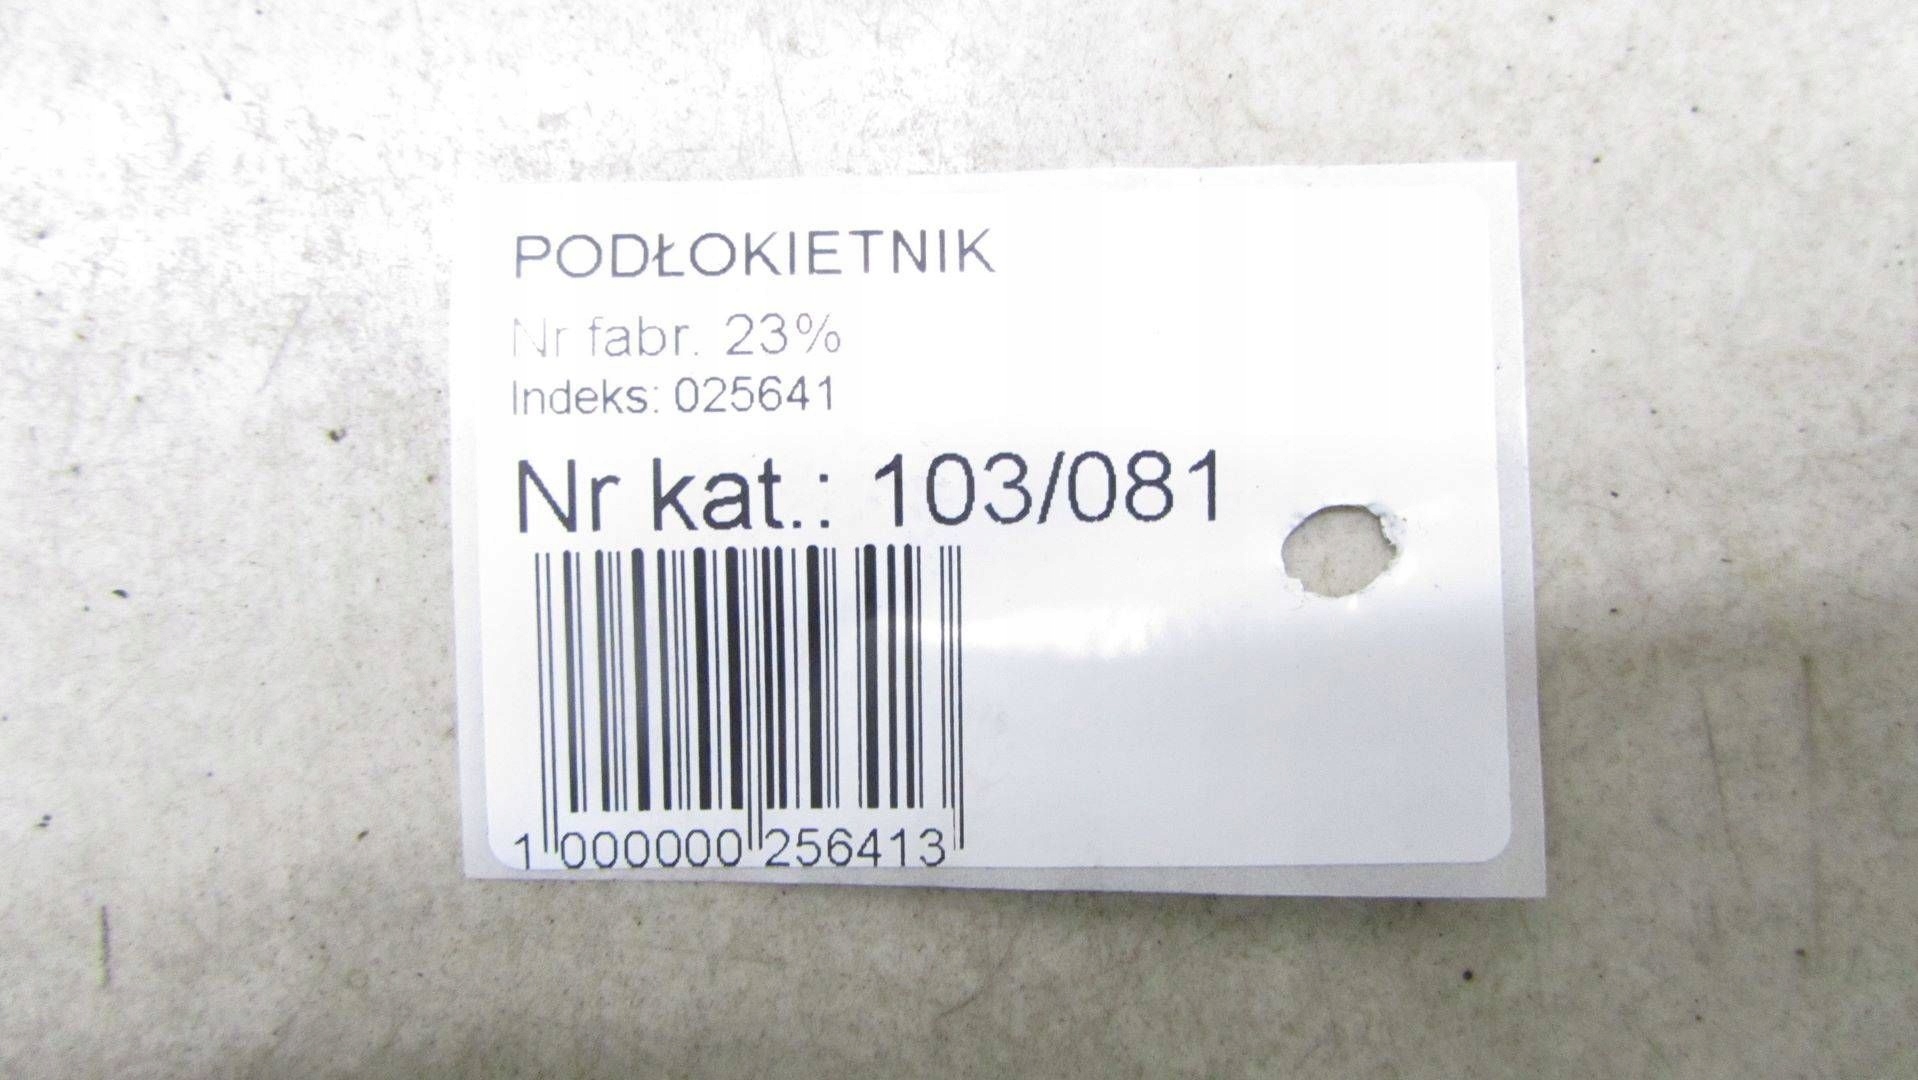 PODŁOKIETNIK
Nr fabr. 23%
Indeks: 025641
Nr kat.: 103/081
1 000000 256413